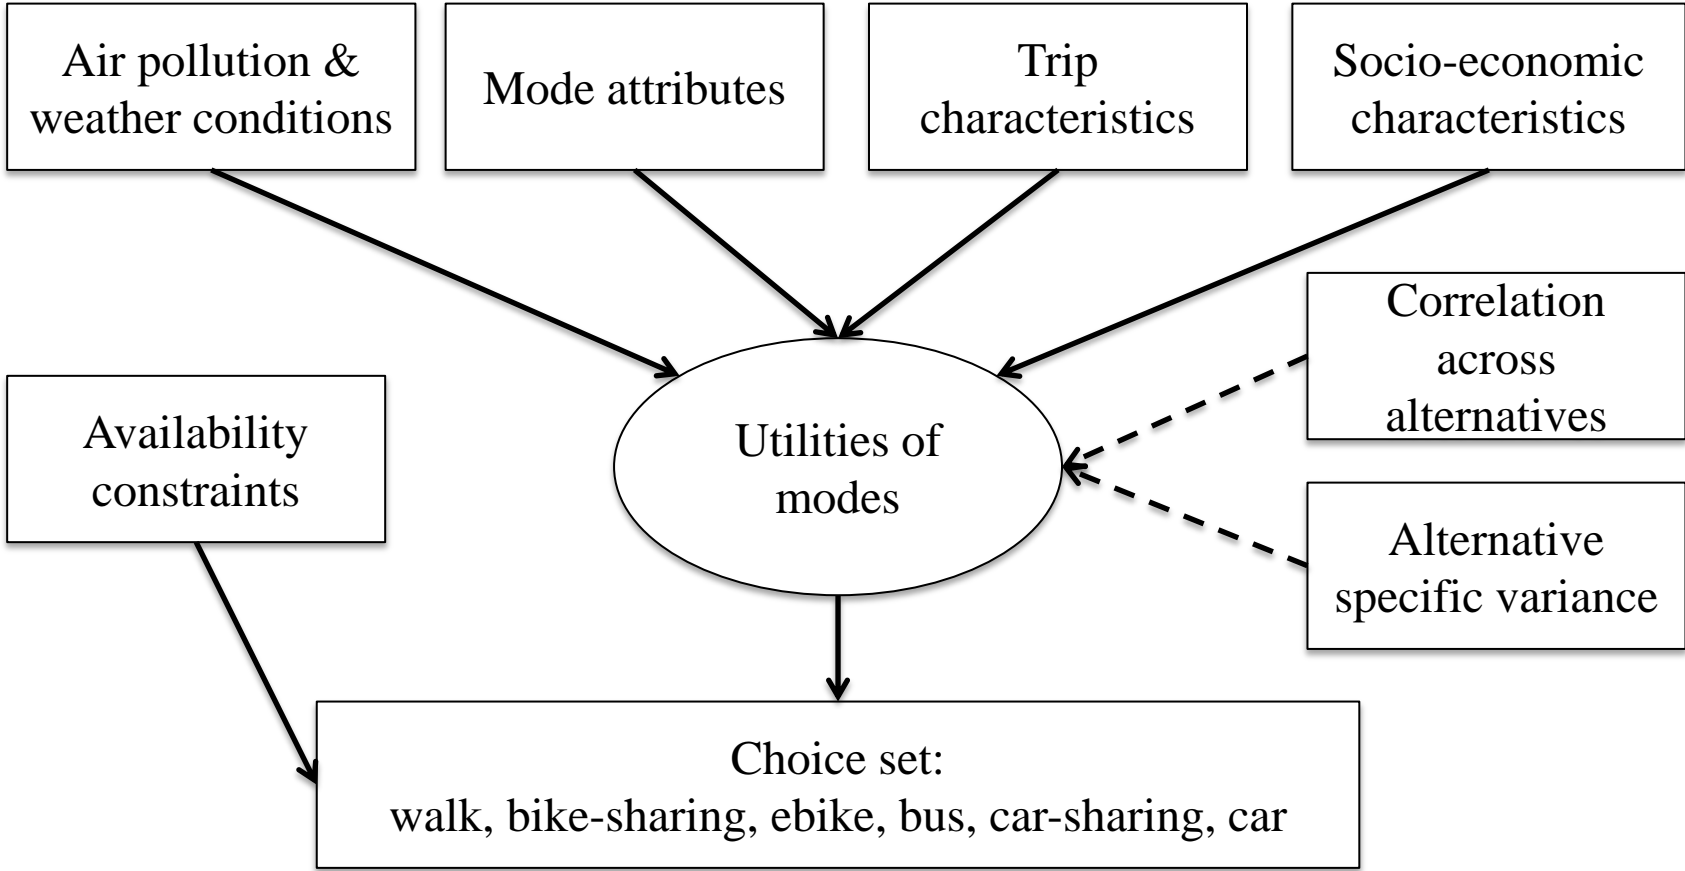 Air pollution &
weather conditions
Mode attributes
Trip
characteristics
Socio-economic
characteristics
Correlation
across
alternatives
Availability
constraints
Utilities of
modes
Alternative
specific variance
Choice set:
walk, bike-sharing, ebike, bus, car-sharing, car